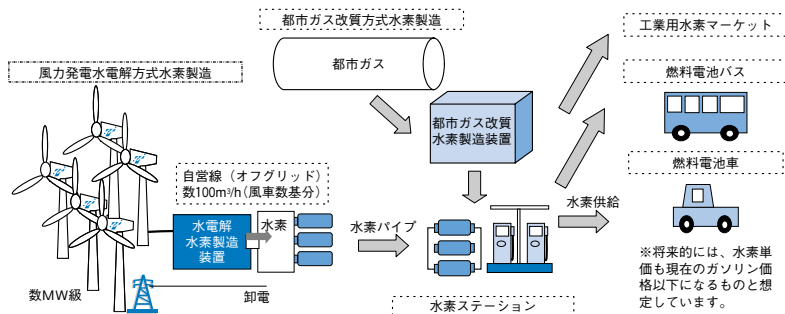 都市ガス改質方式水素製造
都市ガス
工業用水素マーケット
風力発電水電解方式水素製造
燃料電池バス
都市ガス改質
水素製造装置
燃料電池車
自営線（オフグリッド）
数100m³/h（風車数基分）
水電解
水素製造
装置
水素
水素パイプ
水素供給
数MW級
卸電
水素ステーション
※将来的には、水素単
価も現在のガソリン価
格以下になるものと想
定しています。